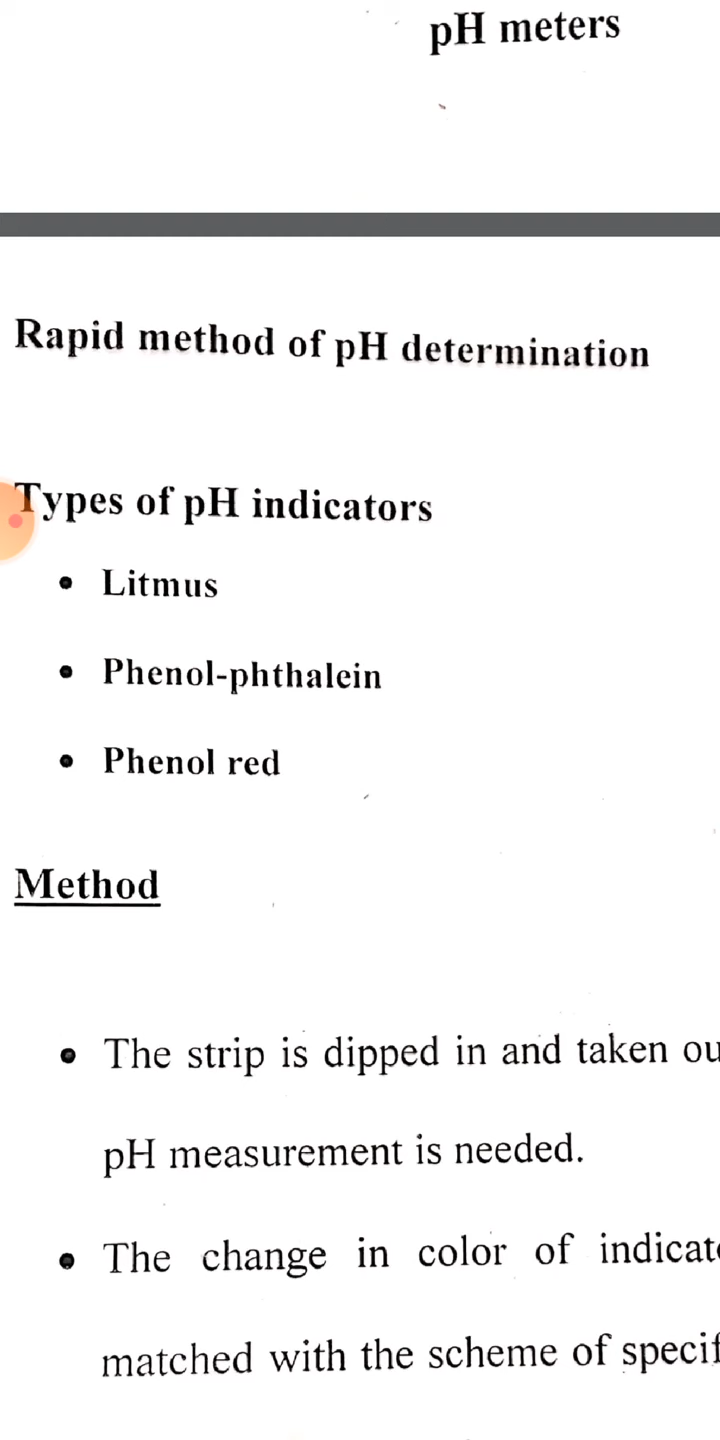 pH meters
Rapid method of pH determination
Types of pH indicators
• Litmus
• Phenol-phthalein
• Phenol red
Method
• The strip is dipped in and taken
pH measurement is needed.
• The change in color of
matched with the scheme of